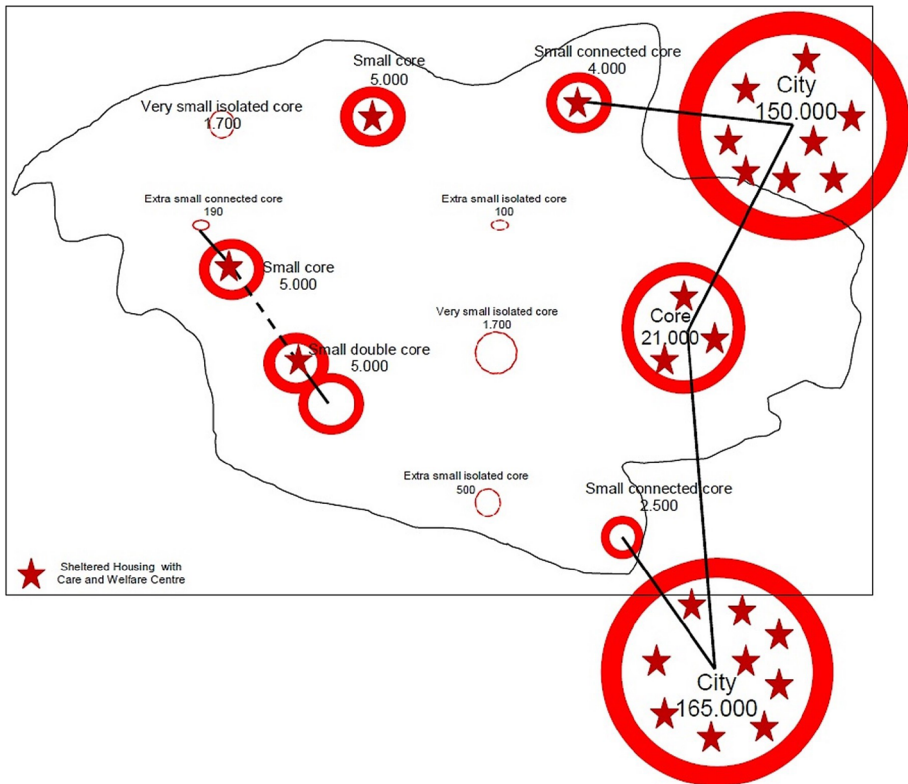 Small core
5.000
Small connected core
4.000
City
150.000
Very small isolated core
1.700
Extra small connected core
190
Extra small isolated core
100
Small core
5.000
Very small isolated core
1.700
Core
21.000
Small double core
5.000
Extra small isolated core
500
Small connected core
2.500
Sheltered Housing with
Care and Welfare Centre
City
165.000